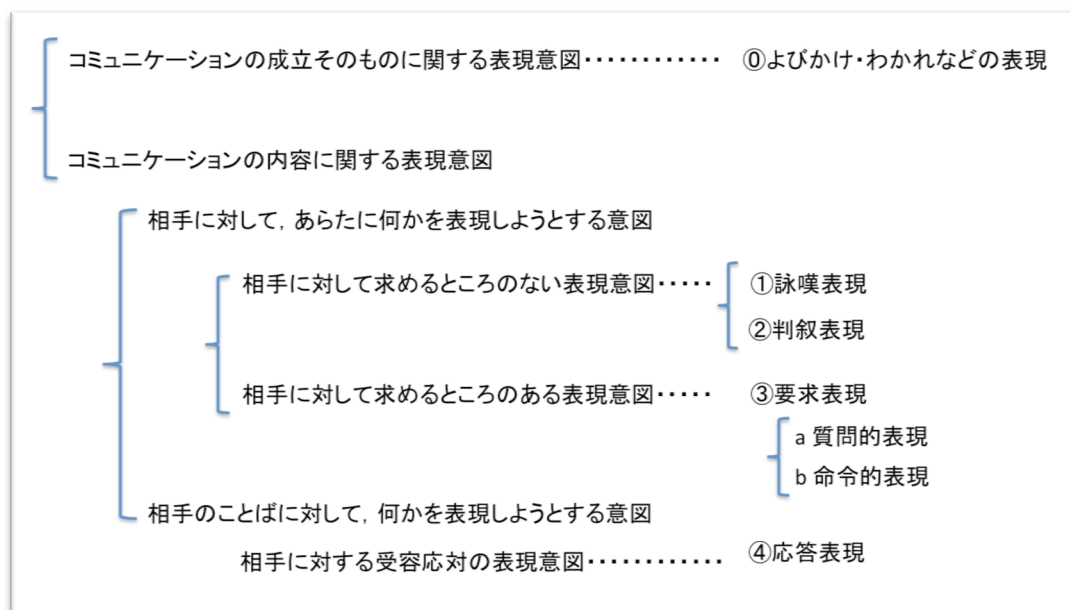 コミュニケーションの成立そのものに関する表現意図‥‥‥‥‥‥ ⓪よびかけ・わかれなどの表現
コミュニケーションの内容に関する表現意図
相手に対して，あらたに何かを表現しようとする意図
相手に対して求めるところのない表現意図・・・・・ ①詠嘆表現
②判叙表現
相手に対して求めるところのある表現意図・・・・・ ③要求表現
a 質問的表現
b 命令的表現
相手のことばに対して，何かを表現しようとする意図
相手に対する受容応対の表現意図‥‥‥‥‥‥ ④応答表現